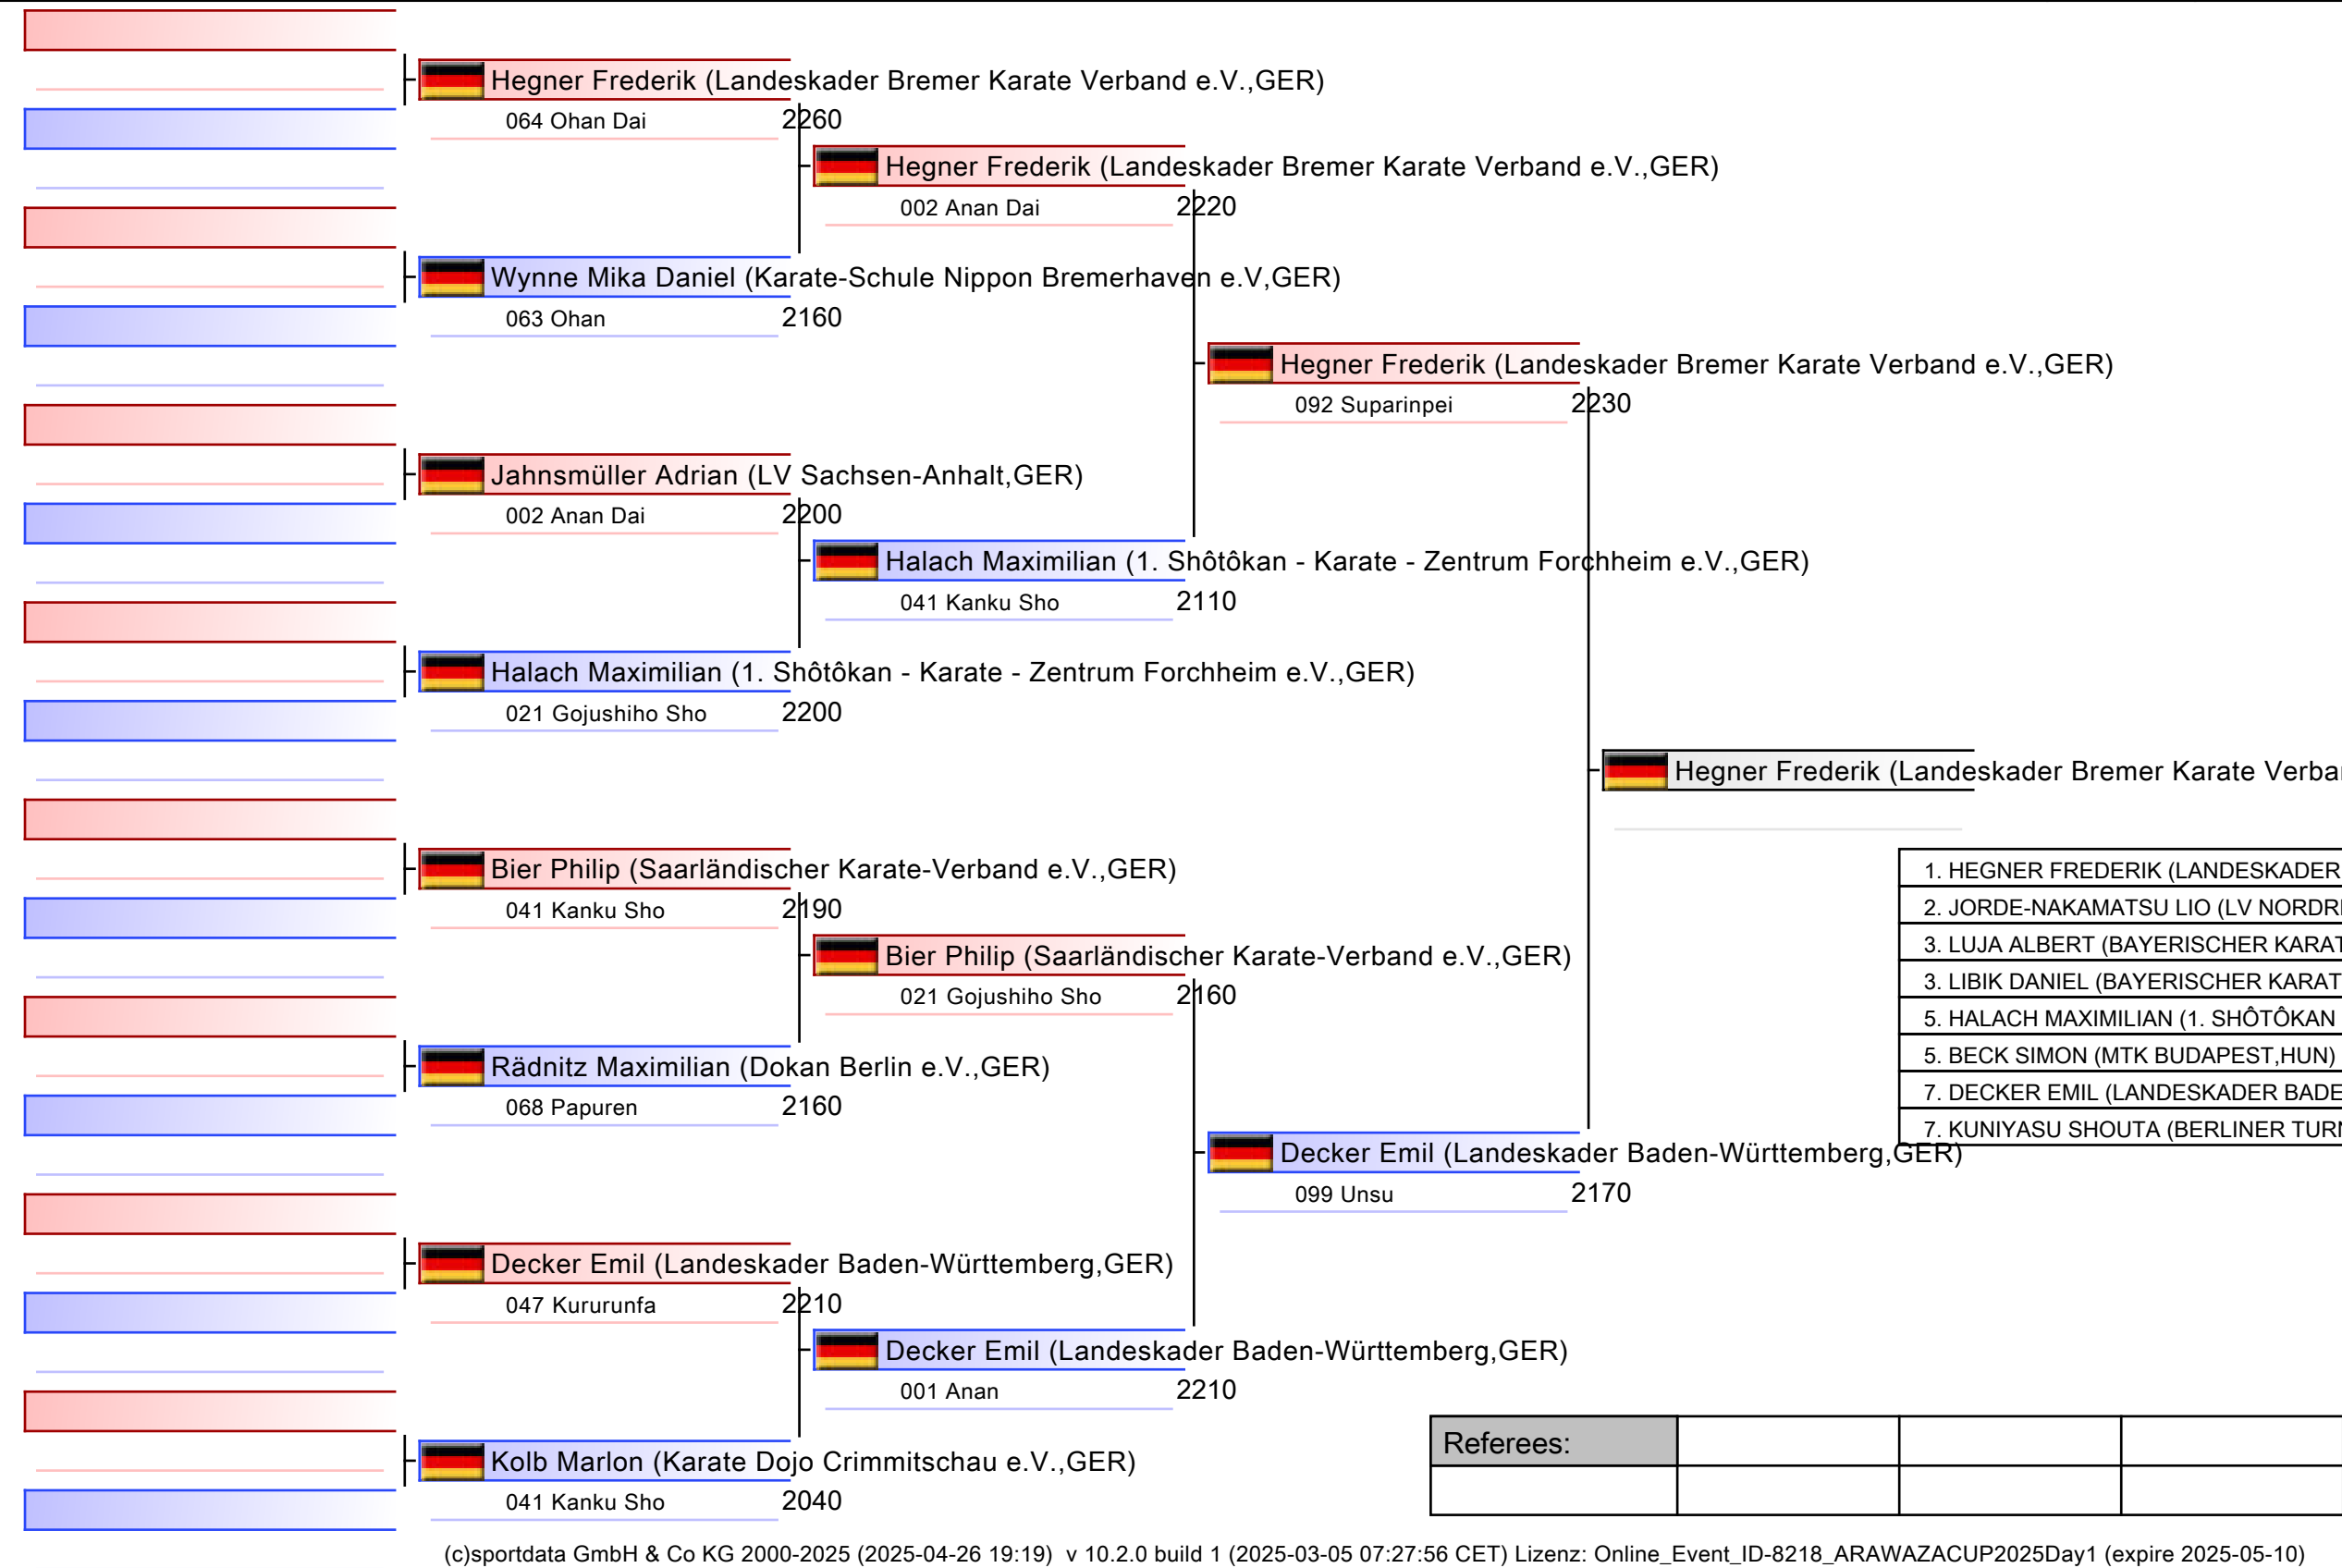 Hegner Frederik (Landeskader Bremer Karate Verband e.V.,GER)
064 Ohan Dai 2260
Hegner Frederik (Landeskader Bremer Karate Verband e.V.,GER)
002 Anan Dai 2220
Wynne Mika Daniel (Karate-Schule Nippon Bremerhaven e.V,GER)
063 Ohan 2160
Hegner Frederik (Landeskader Bremer Karate Verband e.V.,GER)
092 Suparinpei 2230
Jahnsmüller Adrian (LV Sachsen-Anhalt,GER)
002 Anan Dai 2200
Halach Maximilian (1. Shôtôkan - Karate - Zentrum Forchheim e.V.,GER)
041 Kanku Sho 2110
Halach Maximilian (1. Shôtôkan - Karate - Zentrum Forchheim e.V.,GER)
021 Gojushiho Sho 2200
Hegner Frederik (Landeskader Bremer Karate
Bier Philip (Saarländischer Karate-Verband e.V.,GER)
041 Kanku Sho 2190
Bier Philip (Saarländischer Karate-Verband e.V.,GER)
021 Gojushiho Sho 2160
1. HEGNER FREDERIK (LANDESKADER
2. JORDE-NAKAMATSU LIO (LV
3. LUJA ALBERT (BAYERISCHER
3. LIBIK DANIEL (BAYERISCHER
5. HALACH MAXIMILIAN (1. SHÔTÔKAN
5. BECK SIMON (MTK BUDAPEST,HUN)
7. DECKER EMIL (LANDESKADER
7. KUNIYASU SHOUTA (BERLINER
Rädnitz Maximilian (Dokan Berlin e.V.,GER)
068 Papuren 2160
Decker Emil (Landeskader Baden-Württemberg,GER)
099 Unsu 2170
Decker Emil (Landeskader Baden-Württemberg,GER)
047 Kururunfa 2210
Decker Emil (Landeskader Baden-Württemberg,GER)
001 Anan 2210
Kolb Marlon (Karate Dojo Crimmitschau e.V.,GER)
041 Kanku Sho 2040
Referees:
(c)sportdata GmbH & Co KG 2000-2025 (2025-04-26 19:19) v 10.2.0 build 1 (2025-03-05 07:27:56 CET) Lizenz: Online_Event_ID-8218_ARAWAZACUP2025Day1 (expire 2025-05-10)